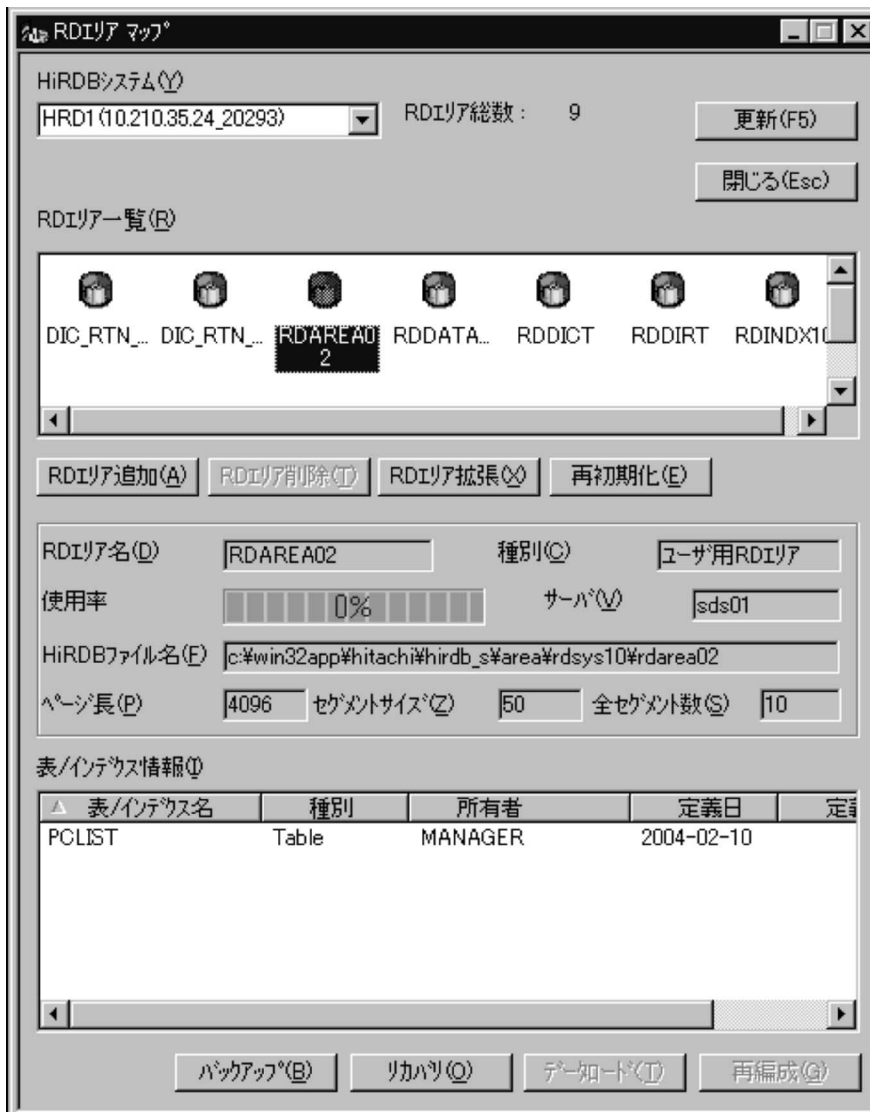 RDエリア マップ
HiRDBシステム(Y)
HRD1(10.210.35.24_20293) RDエリア総数： 9 更新(F5)
閉じる(Esc)
RDエリア一覧(R)
DIC_RTN_... DIC_RTN_... RDAREA0 RDDATA... RDDICT RDDIRT RDINDX10
2
RDエリア追加(A) RDエリア削除(T) RDエリア拡張(X) 再初期化(E)
RDエリア名(D) RDAREA02 種別(C) ユーザ用RDエリア
使用率 0% サーバ(V) sds01
HiRDBファイル名(F) c:¥win32app¥hitachi¥hirdb_s¥area¥rdsys10¥rdarea02
ページ長(P) 4096 セグメントサイズ(Z) 50 全セグメント数(S) 10
表/インデクス情報(I)
表/インデクス名 種別 所有者 定義日 定義
PCLIST Table MANAGER 2004-02-10
バックアップ(B) リカバリ(O) データロード(T) 再編成(G)